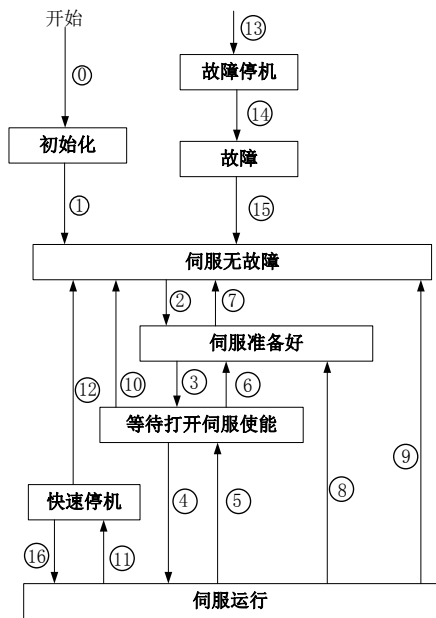 开始
⑬
⓪
故障停机
⑭
初始化
故障
①
⑮
伺服无故障
②
⑦
伺服准备好
⑫
⑩
③
⑥
等待打开伺服使能
⑨
快速停机
④
⑤
⑧
⑯
⑪
伺服运行